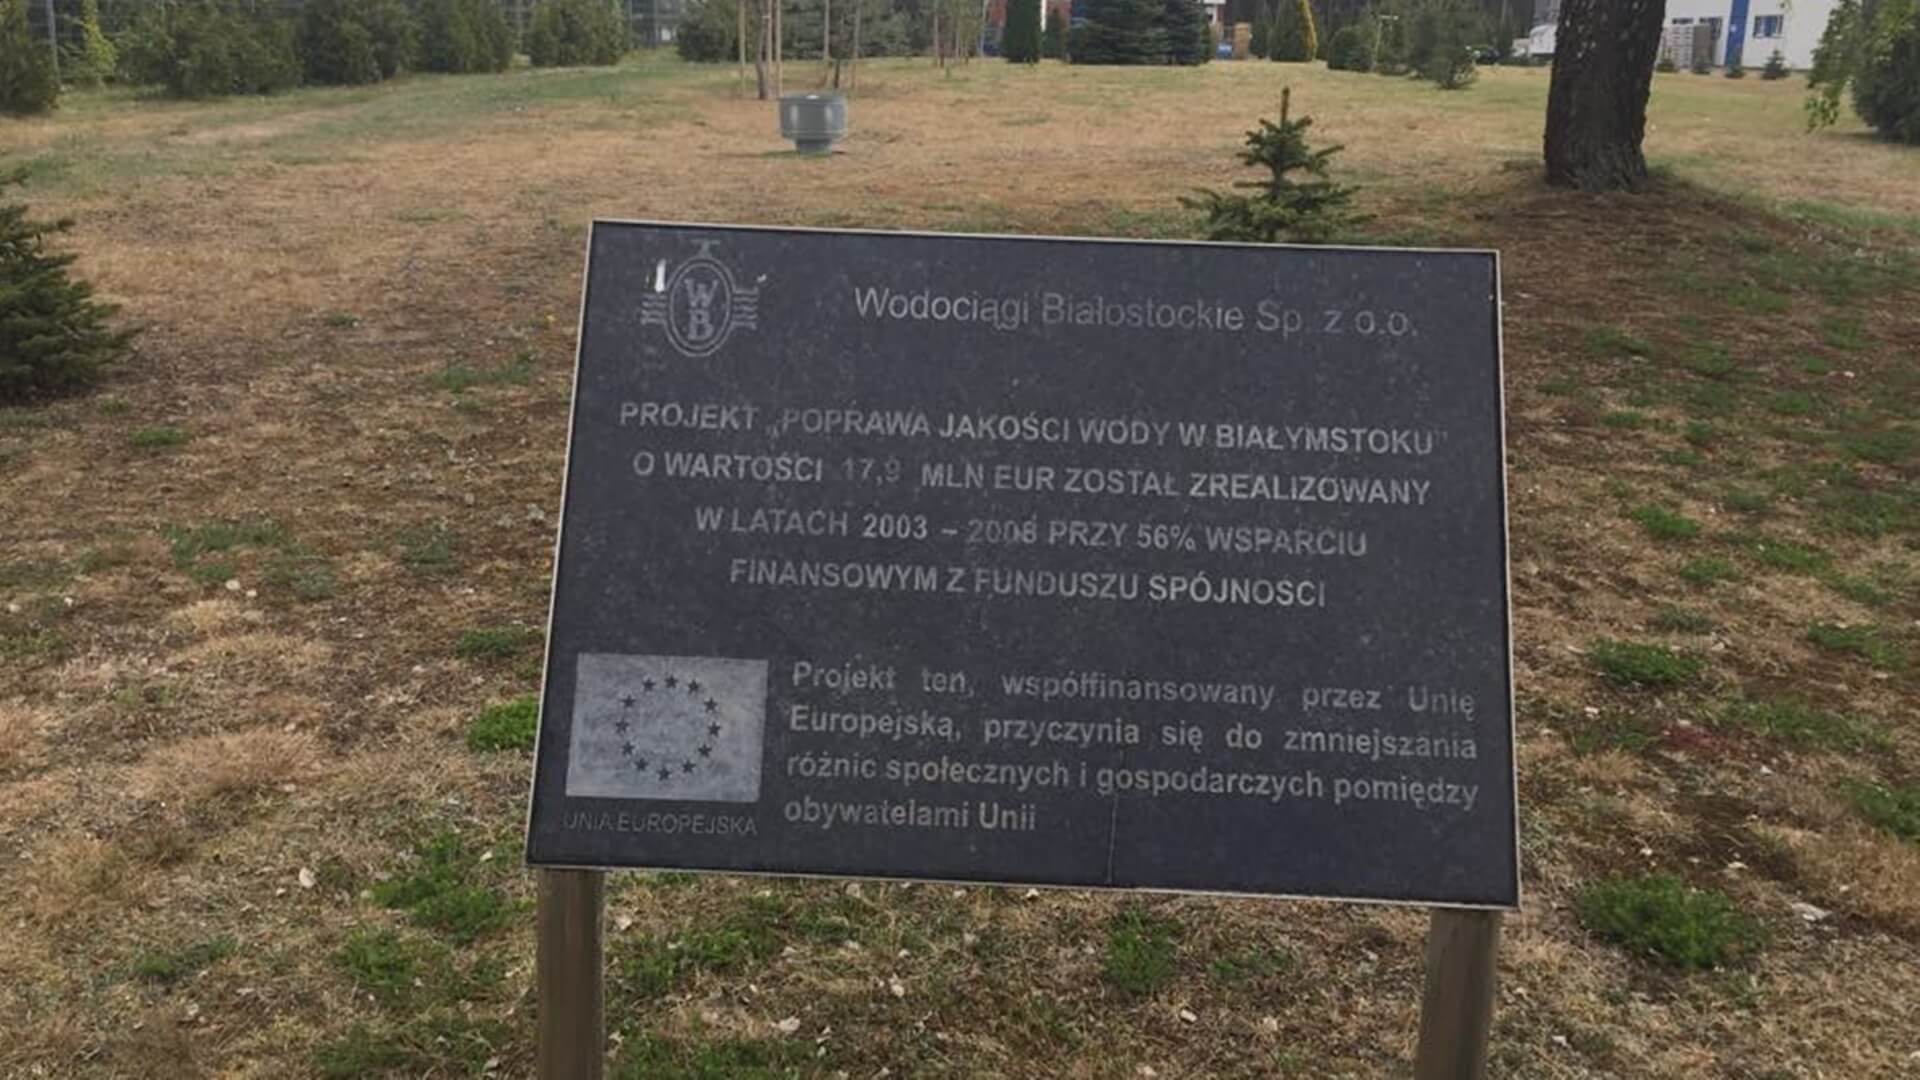 W
B
Wodociągi Białostockie Sp. z o.o.
PROJEKT „POPRAWA JAKOŚCI WODY W BIAŁYMSTOKU”
O WARTOŚCI 17,9 MLN EUR ZOSTAŁ ZREALIZOWANY
W LATACH 2003 – 2008 PRZY 56% WSPARCIU
FINANSOWYM Z FUNDUSZU SPÓJNOŚCI
Projekt ten, współfinansowany przez Unię
Europejską, przyczynia się do zmniejszania
różnic społecznych i gospodarczych pomiędzy
obywatelami Unii
UNIA EUROPEJSKA